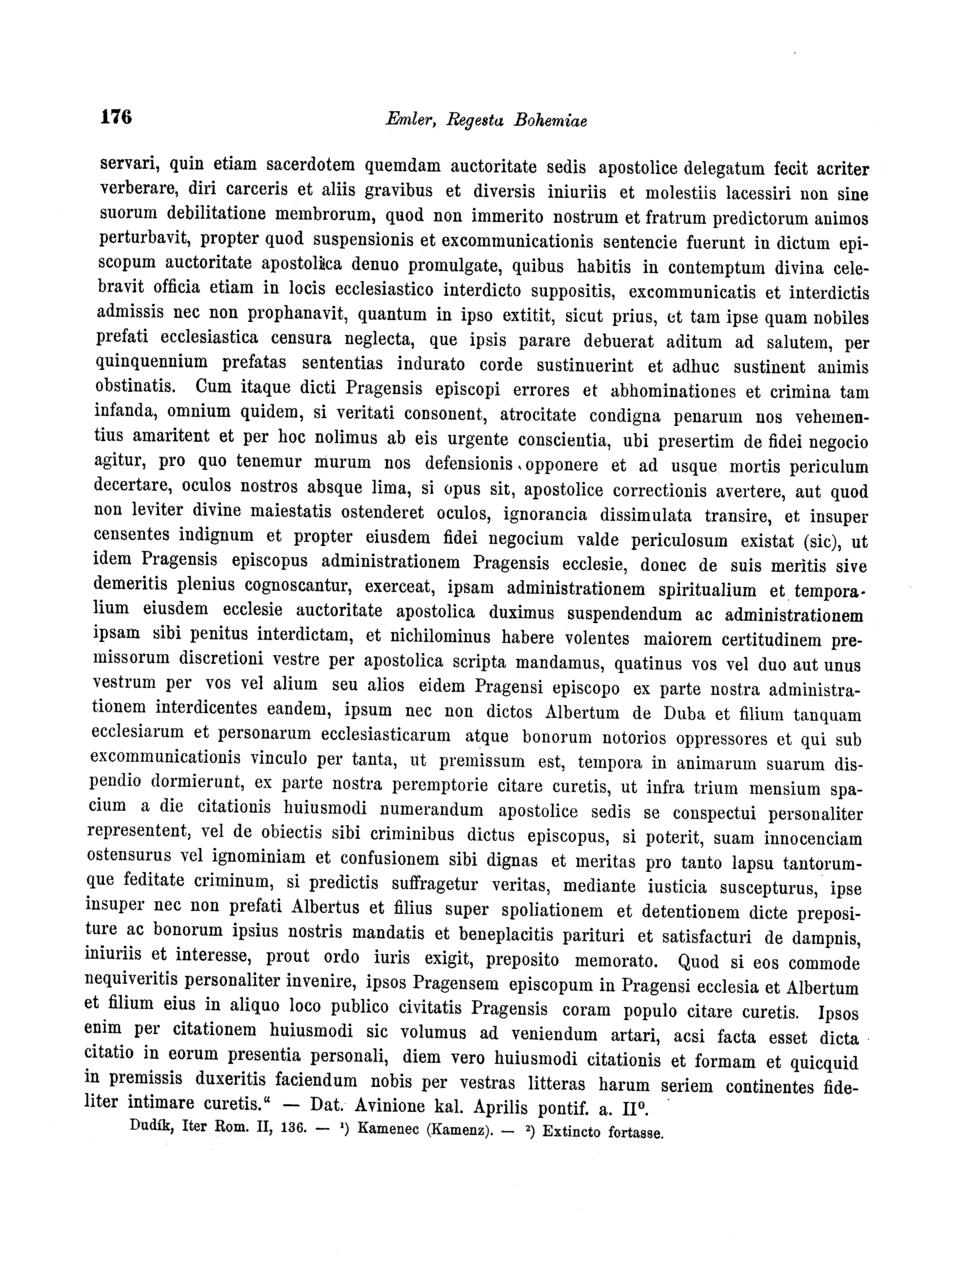 176
Emler, Regesta Bohemiae
servari, quin etiam sacerdotem quemdam auctoritate sedis apostolice delegatum fecit acriter
verberare, diri carceris et aliis gravibus et diversis iniuriis et molestiis lacessiri non sine
suorum debilitatione membrorum, quod non immerito nostrum et fratrum predictorum animos
perturbavit, propter quod suspensionis et excommunicationis sentencie fuerunt in dictum epi-
scopum auctoritate apostolica denuo promulgate, quibus habitis in contemptum divina cele-
bravit officia etiam in locis ecclesiastico interdicto suppositis, excommunicatis et interdictis
admissis nec non prophanavit, quantum in ipso extitit, sicut prius, et tam ipse quam nobiles
prefati ecclesiastica censura neglecta, que ipsis parare debuerat aditum ad salutem, per
quinquennium prefatas sententias indurato corde sustinuerint et adhuc sustinent animis
obstinatis. Cum itaque dicti Pragensis episcopi errores et abhominationes et crimina tam
infanda, omnium quidem, si veritati consonent, atrocitate condigna penarum nos vehemen-
tius amaritent et per hoc nolimus ab eis urgente conscientia, ubi presertim de fidei negocio
agitur, pro quo tenemur murum nos defensionis opponere et ad usque mortis periculum
decertare, oculos nostros absque lima, si opus sit, apostolice correctionis avertere, aut quod
non leviter divine maiestatis ostenderet oculos, ignorancia dissimulata transire, et insuper
censentes indignum et propter eiusdem fidei negocium valde periculosum existat (sic), ut
idem Pragensis episcopus administrationem Pragensis ecclesie, donec de suis meritis sive
demeritis plenius cognoscantur, exerceat, ipsam administrationem spiritualium et tempora-
lium eiusdem ecclesie auctoritate apostolica duximus suspendendum ac administrationem
ipsam sibi penitus interdictam, et nichilominus habere volentes maiorem certitudinem pre-
missorum discretioni vestre per apostolica scripta mandamus, quatinus vos vel duo aut unus
vestrum per vos vel alium seu alios eidem Pragensi episcopo ex parte nostra administra-
tionem interdicentes eandem, ipsum nec non dictos Albertum de Duba et filium tanquam
ecclesiarum et personarum ecclesiasticarum atque bonorum notorios oppressores et qui sub
excommunicationis vinculo per tanta, ut premissum est, tempora in animarum suarum dis-
pendio dormierunt, ex parte nostra peremptorie citare curetis, ut infra trium mensium spa-
cium a die citationis huiusmodi numerandum apostolice sedis se conspectui personaliter
representent, vel de obiectis sibi criminibus dictus episcopus, si poterit, suam innocenciam
ostensurus vel ignominiam et confusionem sibi dignas et meritas pro tanto lapsu tantorum-
que feditate criminum, si predictis suffragetur veritas, mediante iusticia suscepturus, ipse
insuper nec non prefati Albertus et filius super spoliationem et detentionem dicte preposi-
ture ac bonorum ipsius nostris mandatis et beneplacitis parituri et satisfacturi de dampnis,
iniuriis et interesse, prout ordo iuris exigit, preposito memorato. Quod si eos commode
nequiveritis personaliter invenire, ipsos Pragensem episcopum in Pragensi ecclesia et Albertum
et filium eius in aliquo loco publico civitatis Pragensis coram populo citare curetis. Ipsos
enim per citationem huiusmodi sic volumus ad veniendum artari, acsi facta esset dicta
citatio in eorum presentia personali, diem vero huiusmodi citationis et formam et quicquid
in premissis duxeritis faciendum nobis per vestras litteras harum seriem continentes fide-
liter intimare curetis.“ — Dat. Avinione kal. Aprilis pontif. a. II⁰.
Dudík, Iter Rom. II, 136. — ¹) Kamenec (Kamenz). — ²) Extincto fortasse.